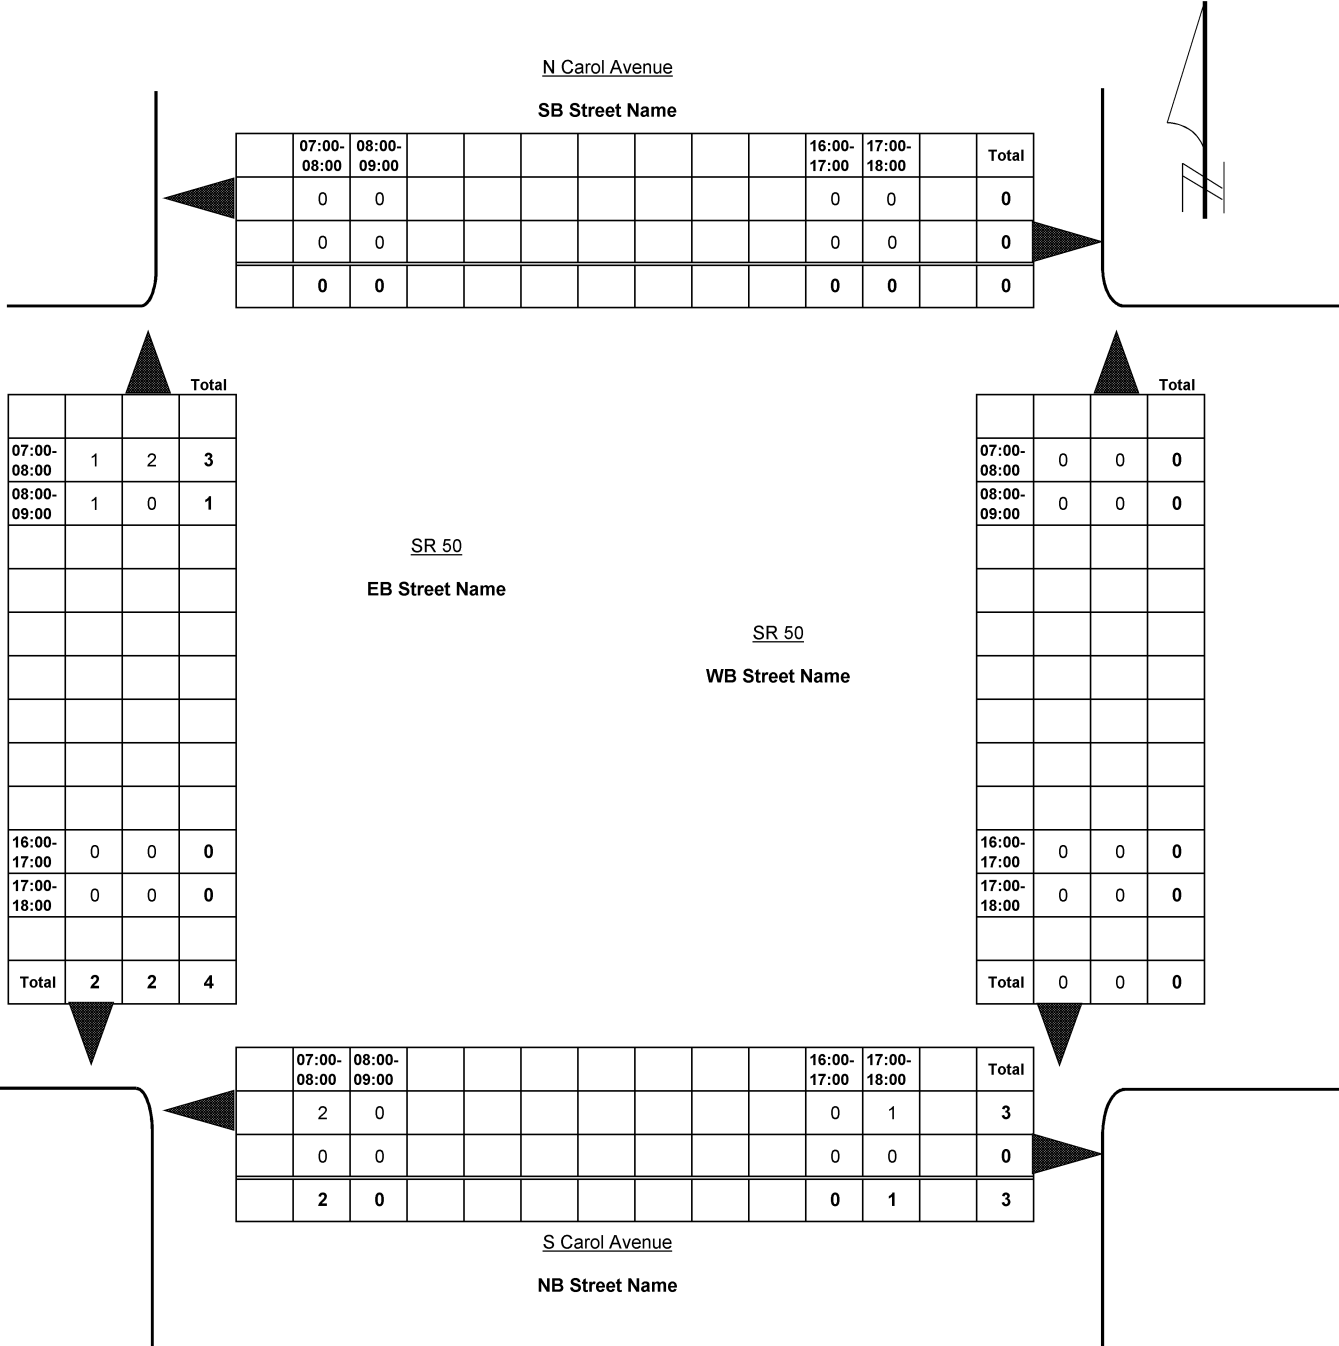 N Carol Avenue
SB Street Name
07:00-08:00 08:00-09:00 16:00-17:00 17:00-18:00 Total
0 0 0 0 0
0 0 0 0 0
0 0 0 0 0
Total
07:00-08:00 1 2 3
08:00-09:00 1 0 1
16:00-17:00 0 0 0
17:00-18:00 0 0 0
Total 2 2 4
SR 50
EB Street Name
SR 50
WB Street Name
Total
07:00-08:00 0 0 0
08:00-09:00 0 0 0
16:00-17:00 0 0 0
17:00-18:00 0 0 0
Total 0 0 0
07:00-08:00 08:00-09:00 16:00-17:00 17:00-18:00 Total
2 0 0 1 3
0 0 0 0 0
2 0 0 1 3
S Carol Avenue
NB Street Name
N